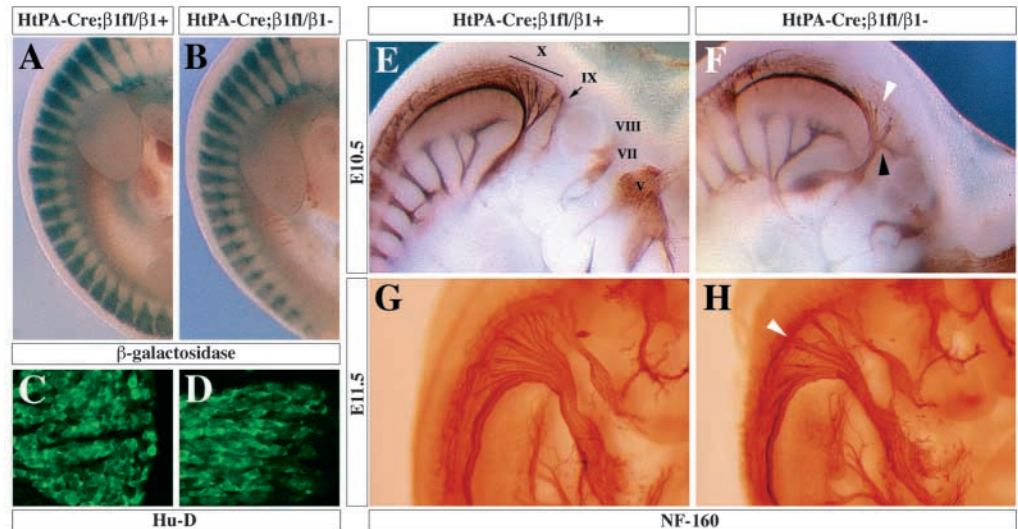 HtPA-Cre;β1fl/β1+
HtPA-Cre;β1fl/β1-
A
B
β-galactosidase
C
D
Hu-D
HtPA-Cre;β1fl/β1+
HtPA-Cre;β1fl/β1-
E10.5
E
X
IX
VIII
VII
V
F
E11.5
G
H
NF-160